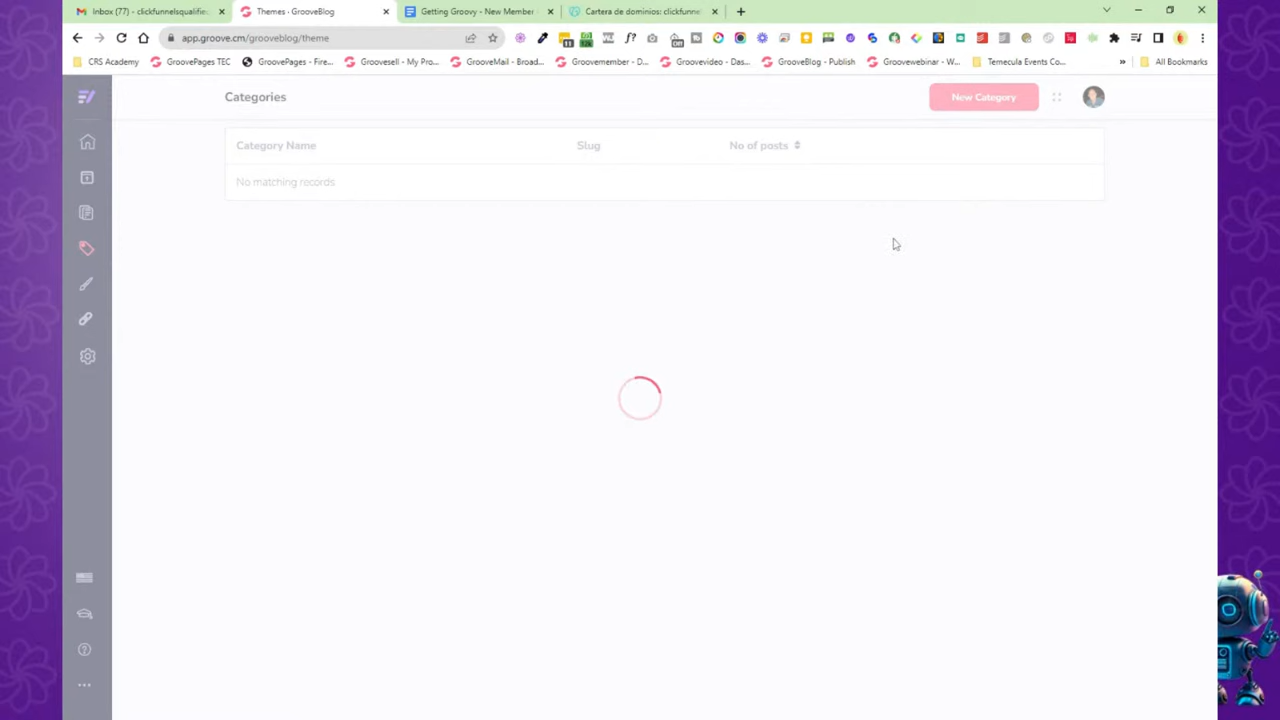 Inbox (77) - clickfunnelsqualifie
Themes · GrooveBlog
Getting Groovy - New Member
Cartera de dominios: clickfunne
app.groove.cm/grooveblog/theme
CRS Academy
GroovePages TEC
GroovePages - Fire...
Groovesell - My Pro...
GrooveMail - Broad...
Groovemember - D...
Groovevideo - Das...
GrooveBlog - Publish
Groovewebinar - W...
Temecula Events Co...
»
All Bookmarks
Categories
New Category
Category Name
Slug
No of posts
No matching records